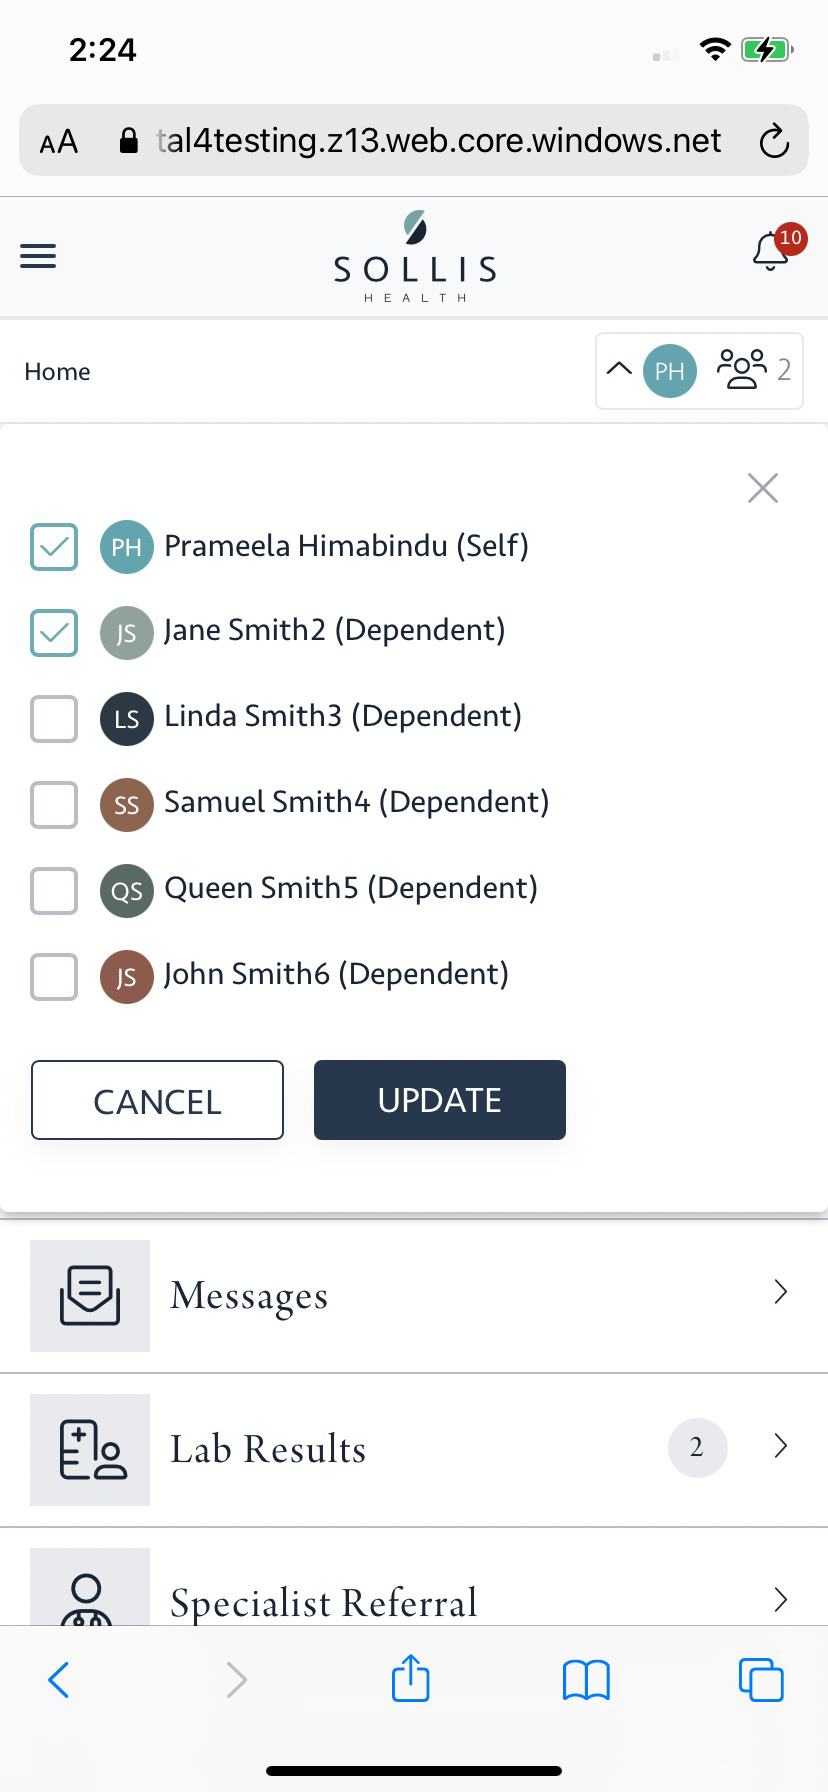 2:24
AA tal4testing.z13.web.core.windows.net
SOLLIS
HEALTH
10
Home
PH 2
PH Prameela Himabindu (Self)
JS Jane Smith2 (Dependent)
LS Linda Smith3 (Dependent)
SS Samuel Smith4 (Dependent)
QS Queen Smith5 (Dependent)
JS John Smith6 (Dependent)
CANCEL UPDATE
Messages
Lab Results 2
Specialist Referral